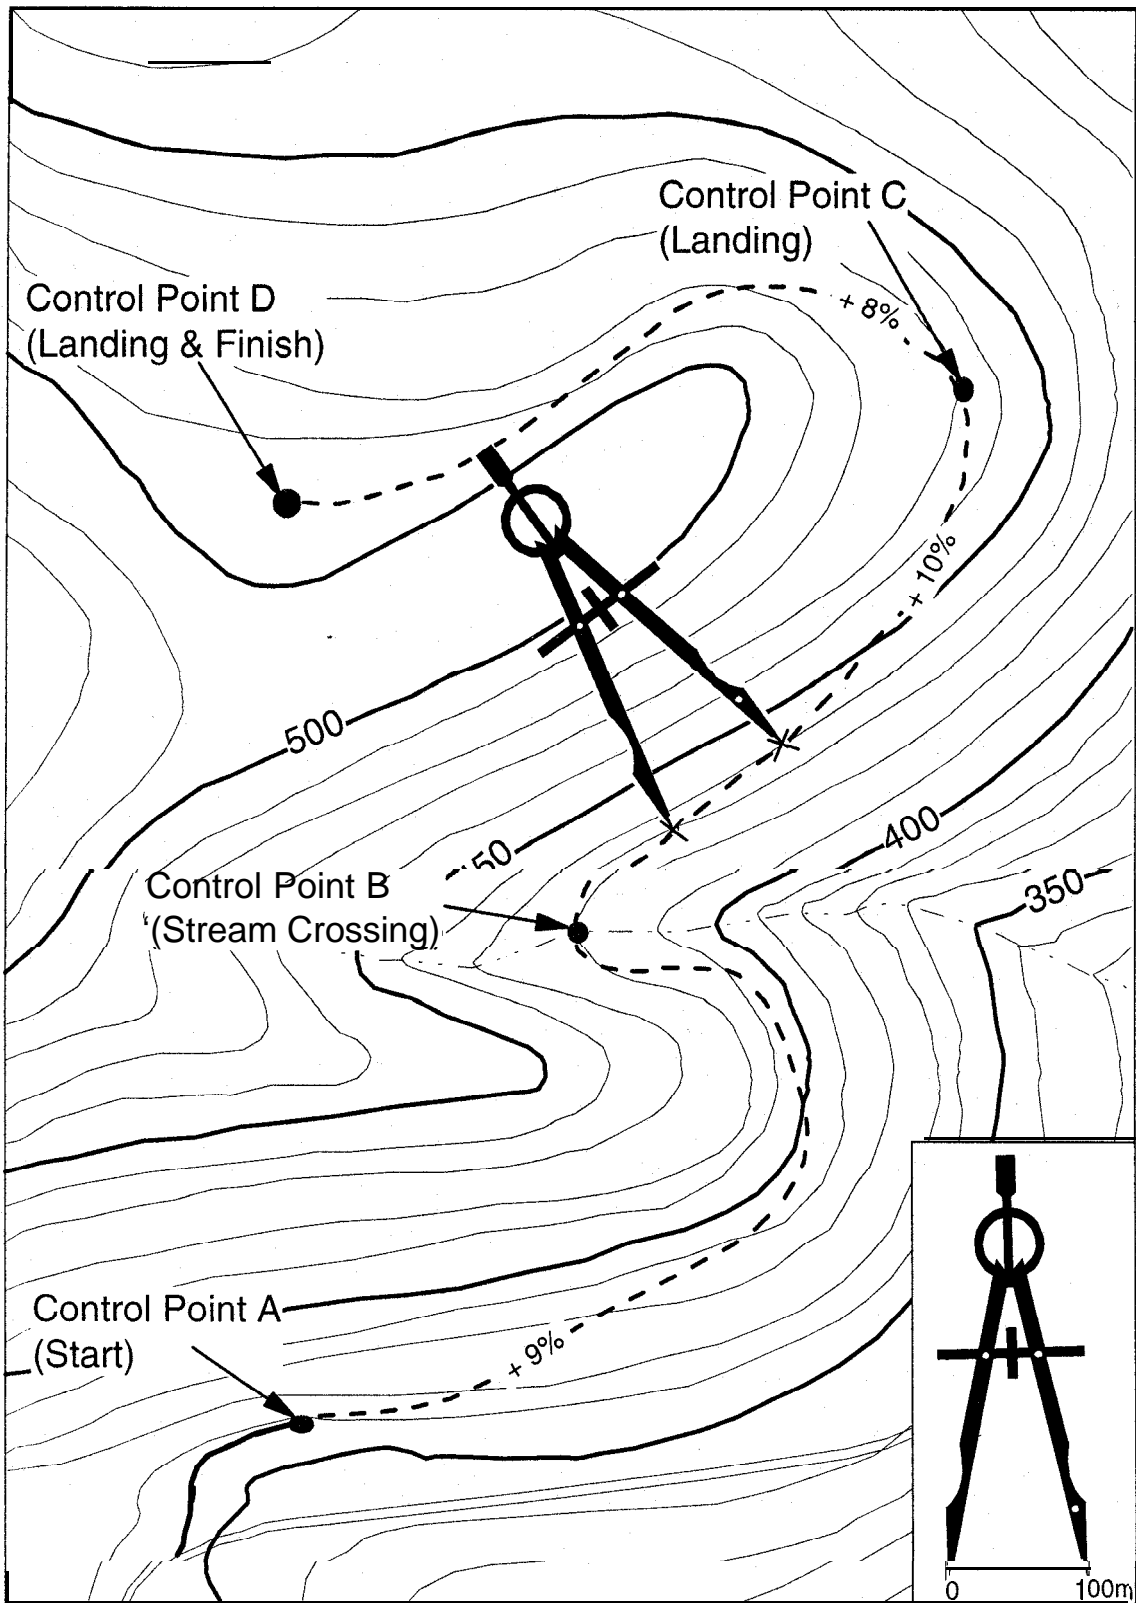 Control Point C
(Landing)
Control Point D
(Landing & Finish)
+ 8%
+ 10%
500
400
50
350
Control Point B
(Stream Crossing)
Control Point A
(Start)
+ 9%
0 100m